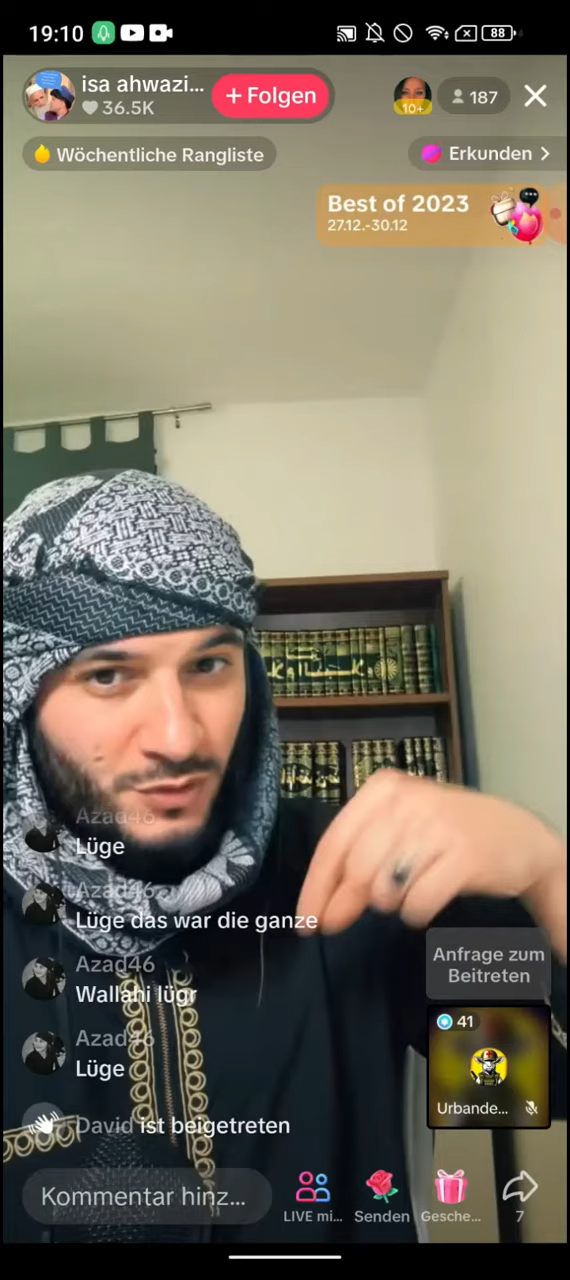 19:10
88
isa ahwazi...
+ Folgen
36.5K
10+
187
Wöchentliche Rangliste
Erkunden >
Best of 2023
27.12.-30.12
Azad46
Lüge
Azad46
Lüge das war die ganze
Azad46
Wallahi lügr
Azad46
Lüge
David ist beigetreten
Anfrage zum
Beitreten
41
Urbande...
Kommentar hinz...
LIVE mi...
Senden
Gesche...
7